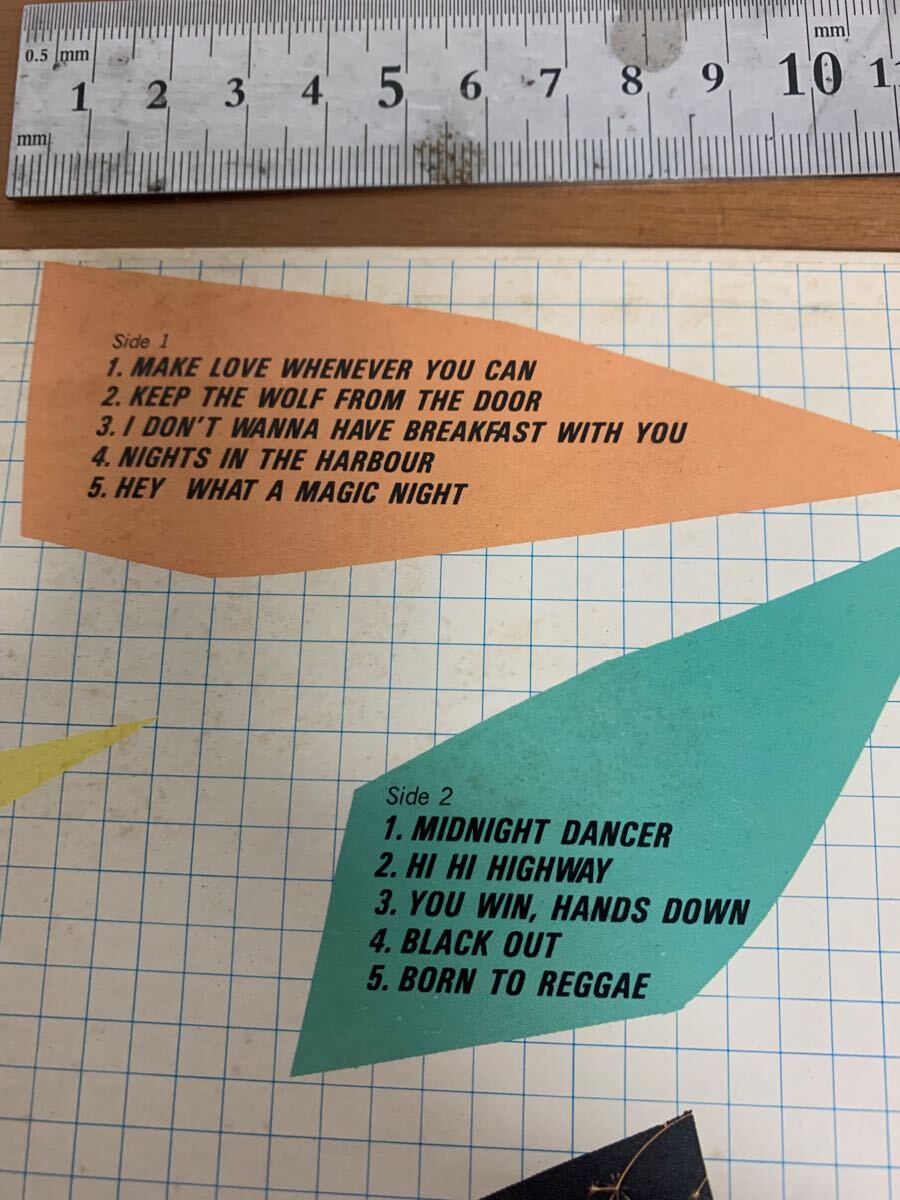 0.5 mm
mm
1 2 3 4 5 6 7 8 9 10 1
mm
Side 1
1. MAKE LOVE WHENEVER YOU CAN
2. KEEP THE WOLF FROM THE DOOR
3. I DON'T WANNA HAVE BREAKFAST WITH YOU
4. NIGHTS IN THE HARBOUR
5. HEY WHAT A MAGIC NIGHT
Side 2
1. MIDNIGHT DANCER
2. HI HI HIGHWAY
3. YOU WIN, HANDS DOWN
4. BLACK OUT
5. BORN TO REGGAE